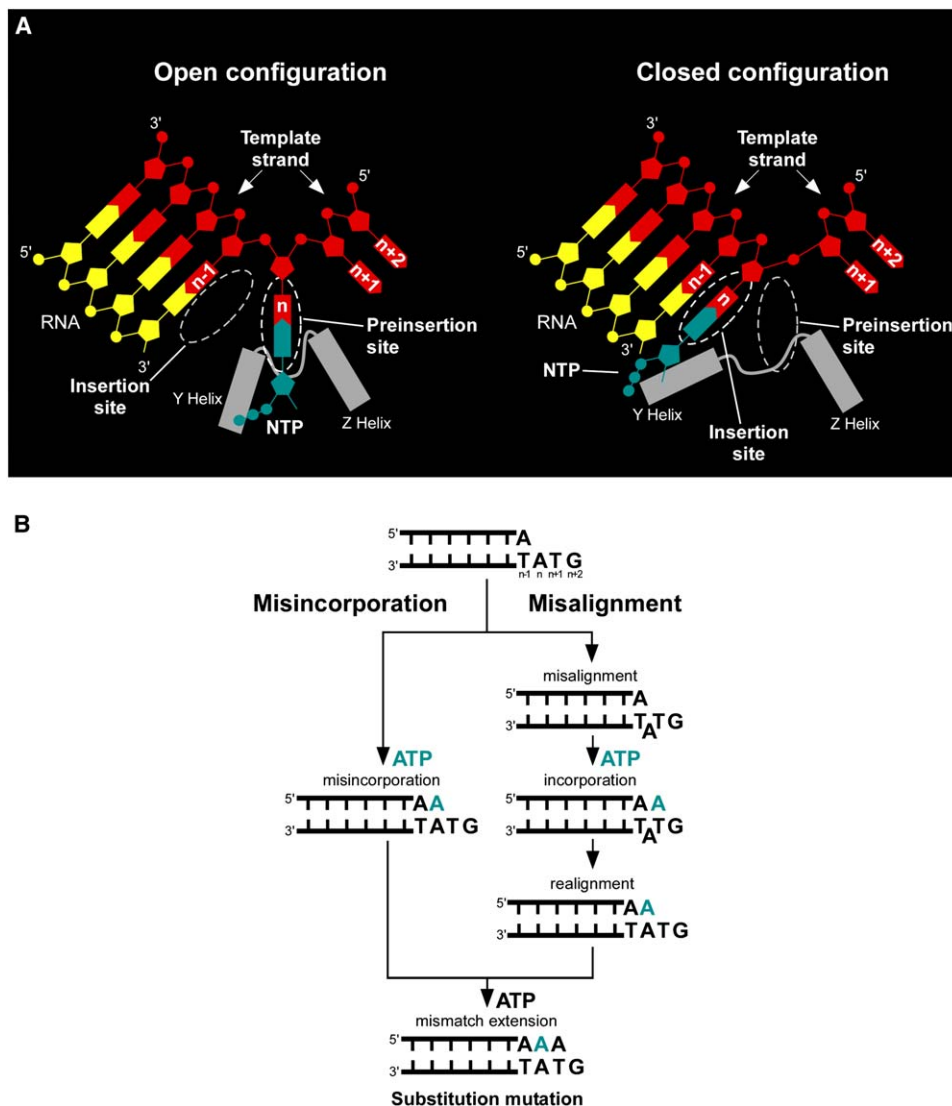 A
Open configuration
Closed configuration
3'
Template
strand
5'
n+2
n+1
n-1
n
5'
RNA
3'
Insertion
site
Preinsertion
site
Y Helix
NTP
Z Helix
3'
Template
strand
5'
n+2
n+1
n-1
n
5'
RNA
3'
Preinsertion
site
NTP
Y Helix
Z Helix
Insertion
site
B
5' A
3' TATG
n-1 n n+1 n+2
Misincorporation
Misalignment
misalignment
5' A
3' TTG
A
ATP
misincorporation
5' AA
3' TATG
ATP
incorporation
5' AA
3' TTG
A
realignment
5' AA
3' TATG
ATP
mismatch extension
5' AAA
3' TATG
Substitution mutation